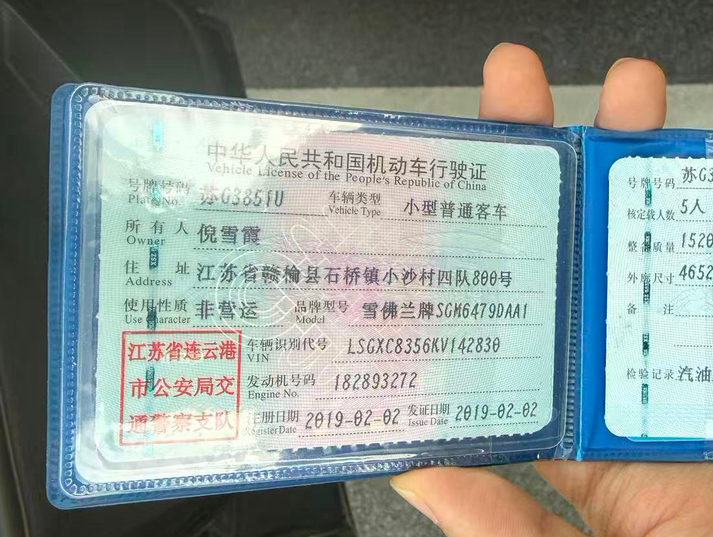 中华人民共和国机动车行驶证
Vehicle License of the People's Republic of China
号牌号码 苏G3851U 车辆类型 小型普通客车
Plate No. Vehicle Type
所有人 倪雪霞
Owner
住址 江苏省赣榆县石桥镇小沙村四队800号
Address
使用性质 非营运 品牌型号 雪佛兰牌SGM6479DAA1
Use Character Model
江苏省连云港
市公安局交
通警察支队
车辆识别代号 LSGXC8356KV142830
VIN
发动机号码 182893272
Engine No.
注册日期 2019-02-02 发证日期 2019-02-02
Register Date Issue Date
号牌号码 苏G3
核定载人数 5人
整备质量 1520
外廓尺寸 4652
备注
检验记录 汽油